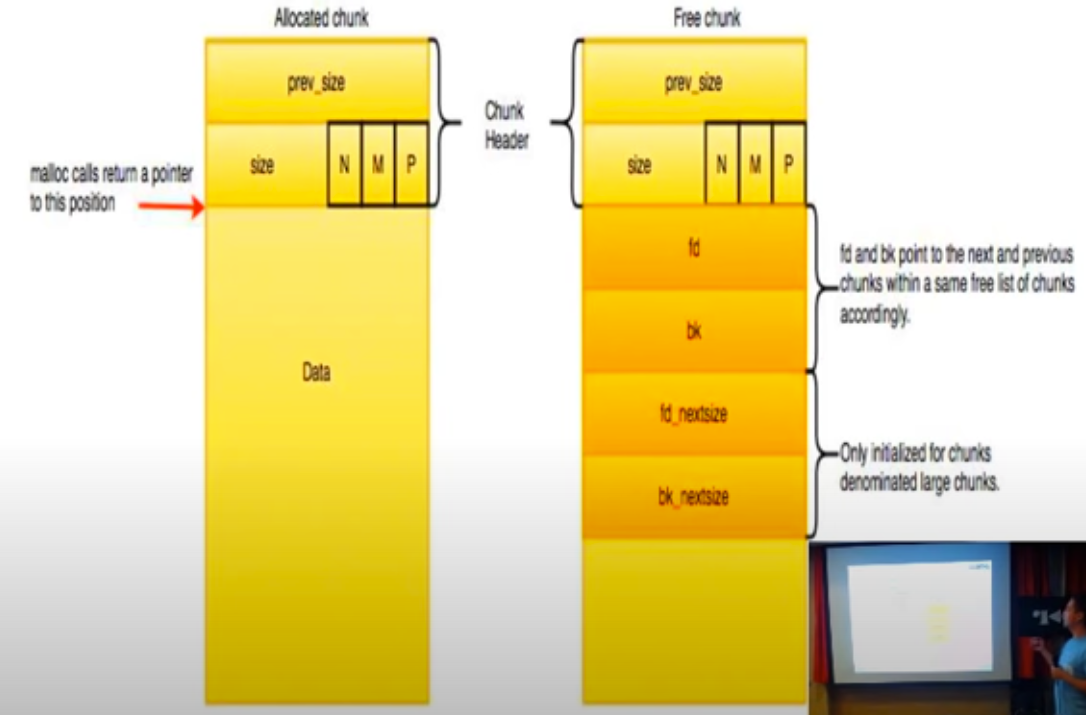 Allocated chunk
Free chunk
prev_size
prev_size
Chunk
Header
size
N
M
P
size
N
M
P
malloc calls return a pointer
to this position
fd
fd and bk point to the next and previous
chunks within a same free list of chunks
accordingly.
bk
Data
fd_nextsize
Only initialized for chunks
denominated large chunks.
bk_nextsize